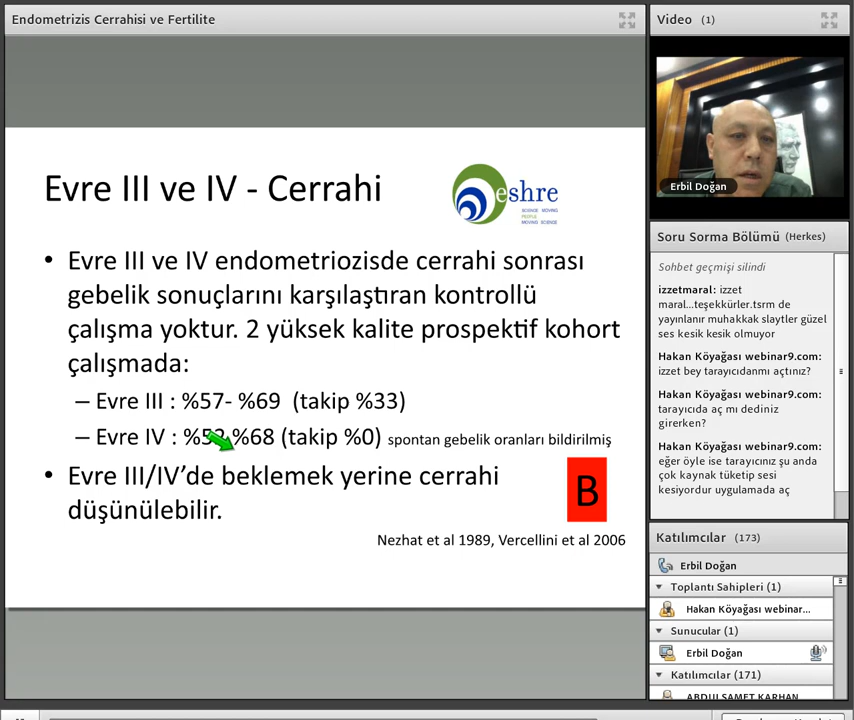 Endometrizis Cerrahisi ve Fertilite
Evre III ve IV - Cerrahi
eshre
SCIENCE MOVING
PEOPLE
MOVING SCIENCE
• Evre III ve IV endometriozisde cerrahi sonrası
gebelik sonuçlarını karşılaştıran kontrollü
çalışma yoktur. 2 yüksek kalite prospektif kohort
çalışmada:
– Evre III : %57- %69 (takip %33)
– Evre IV : %52-%68 (takip %0) spontan gebelik oranları bildirilmiş
• Evre III/IV’de beklemek yerine cerrahi
düşünülebilir.
B
Nezhat et al 1989, Vercellini et al 2006
Video (1)
Erbil Doğan
Soru Sorma Bölümü (Herkes)
Sohbet geçmişi silindi
izzetmaral: izzet
maral...teşekkürler.tsrm de
yayınlanır muhakkak slaytler güzel
ses kesik kesik olmuyor
Hakan Köyağası webinar9.com:
izzet bey tarayıcıdanmı açtınız?
Hakan Köyağası webinar9.com:
tarayıcıda aç mı dediniz
girerken?
Hakan Köyağası webinar9.com:
eğer öyle ise tarayıcınız şu anda
çok kaynak tüketip sesi
kesiyordur uygulamada aç
Katılımcılar (173)
Erbil Doğan
Toplantı Sahipleri (1)
Hakan Köyağası webinar...
Sunucular (1)
Erbil Doğan
Katılımcılar (171)
ABDULSAMET KARHAN